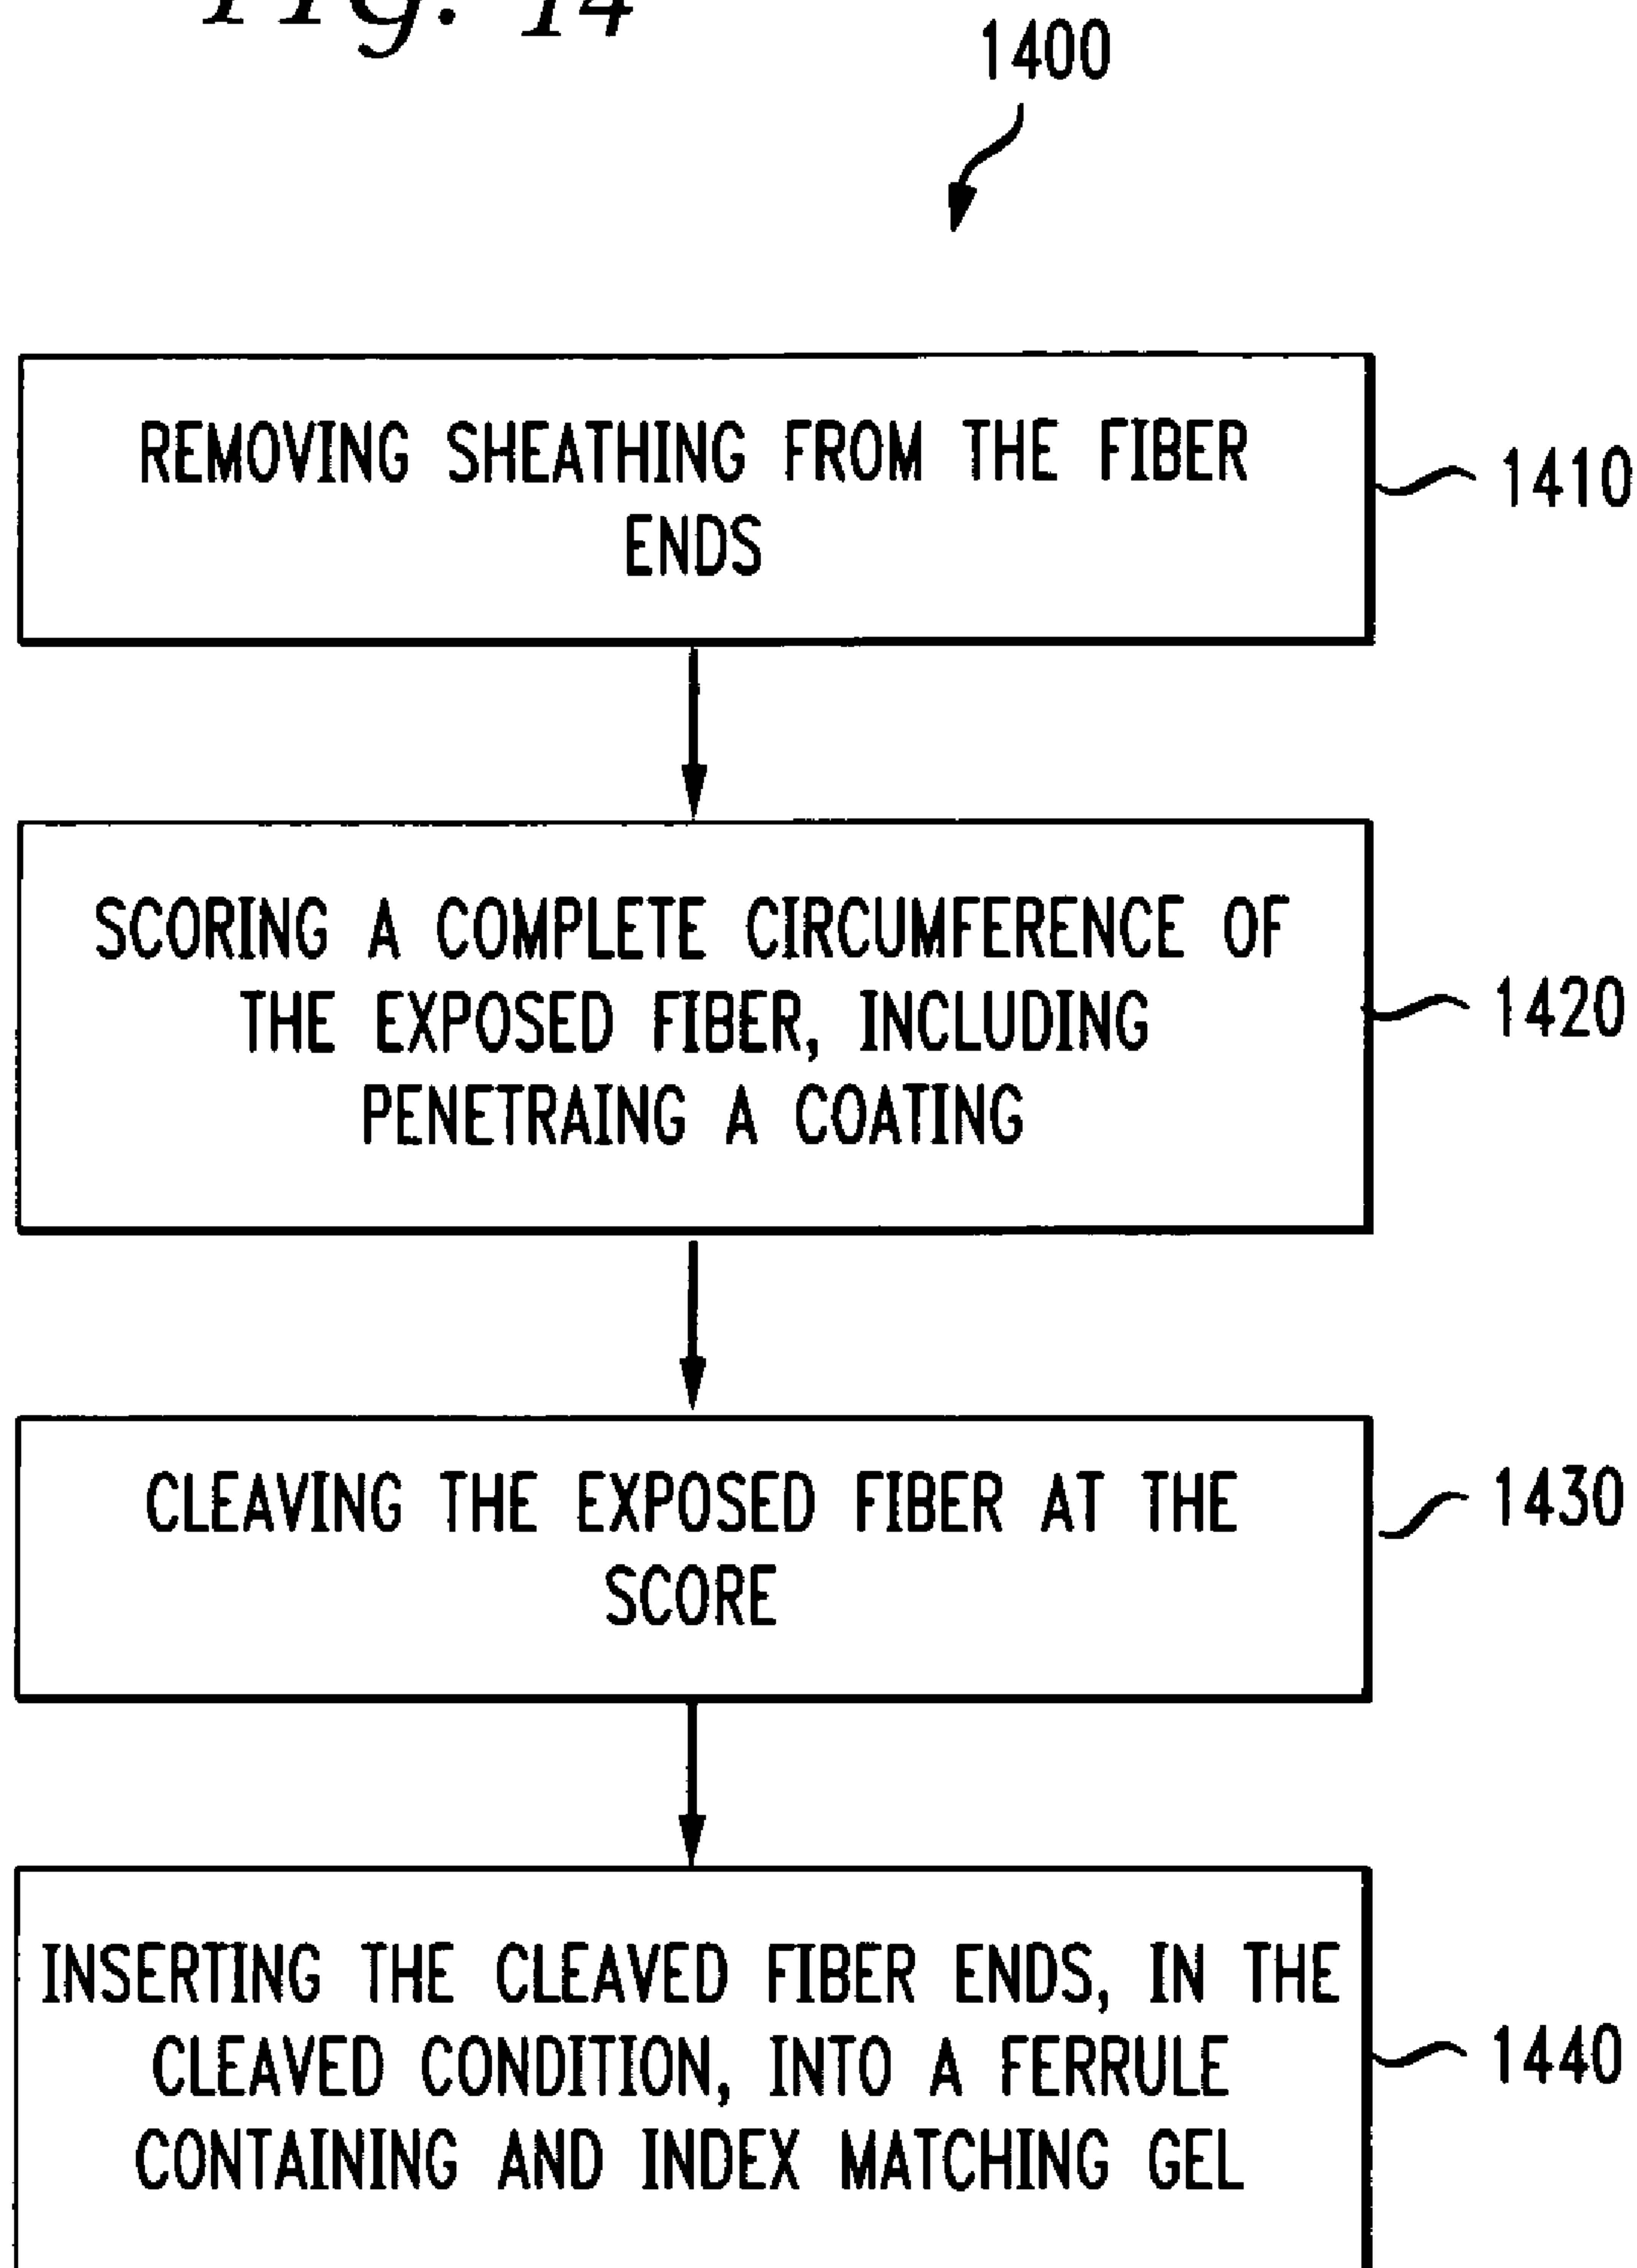 FIG. 14
1400
REMOVING SHEATHING FROM THE FIBER
ENDS
1410
SCORING A COMPLETE CIRCUMFERENCE OF
THE EXPOSED FIBER, INCLUDING
PENETRAING A COATING
1420
CLEAVING THE EXPOSED FIBER AT THE
SCORE
1430
INSERTING THE CLEAVED FIBER ENDS, IN THE
CLEAVED CONDITION, INTO A FERRULE
CONTAINING AND INDEX MATCHING GEL
1440